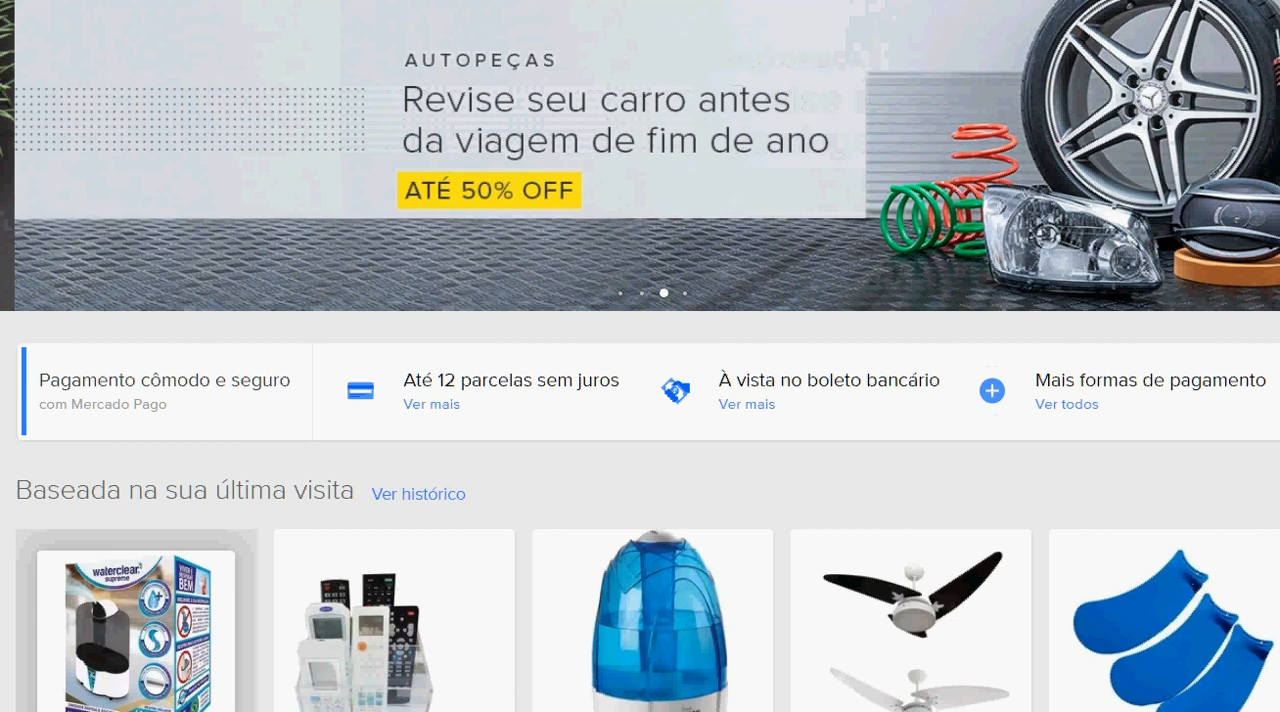 AUTOPEÇAS
Revise seu carro antes
da viagem de fim de ano
ATÉ 50% OFF
Pagamento cômodo e seguro
com Mercado Pago
Até 12 parcelas sem juros
Ver mais
À vista no boleto bancário
Ver mais
Mais formas de pagamento
Ver todos
Baseada na sua última visita
Ver histórico
waterclear
supreme
BEM